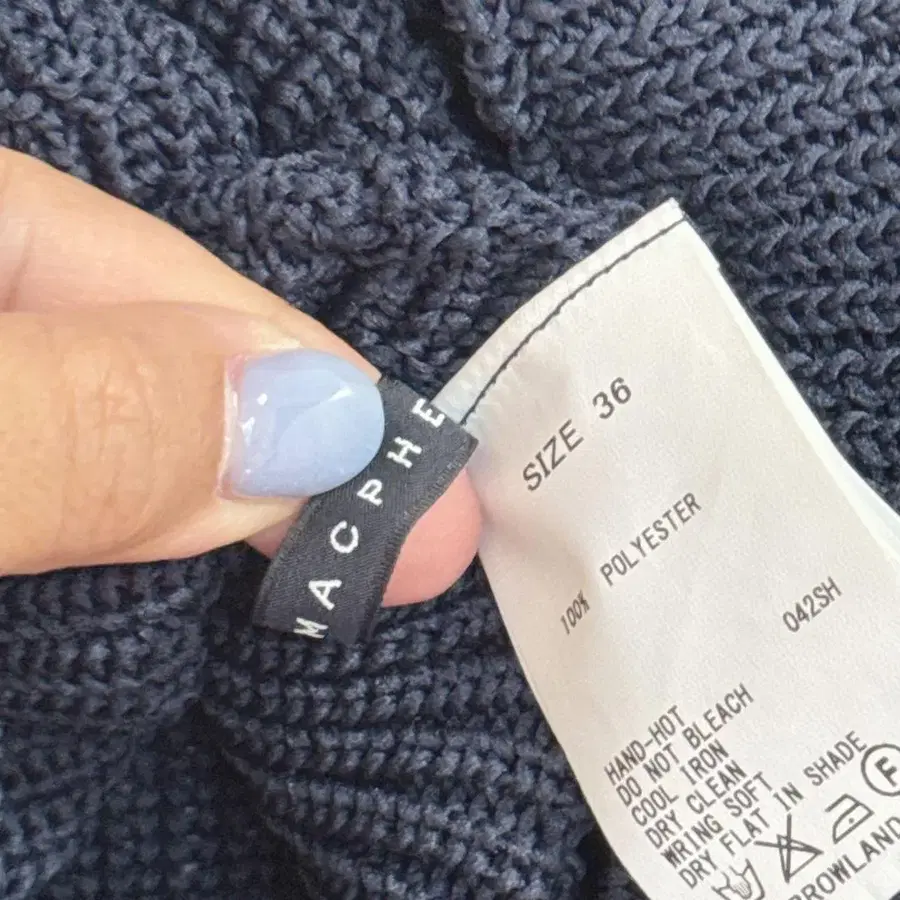 MACPHE
SIZE 36
100% POLYESTER
042SH
HAND-HOT
DO NOT BLEACH
COOL IRON
DRY CLEAN
WRING SOFT
DRY FLAT IN SHADE
F
ROWLAND